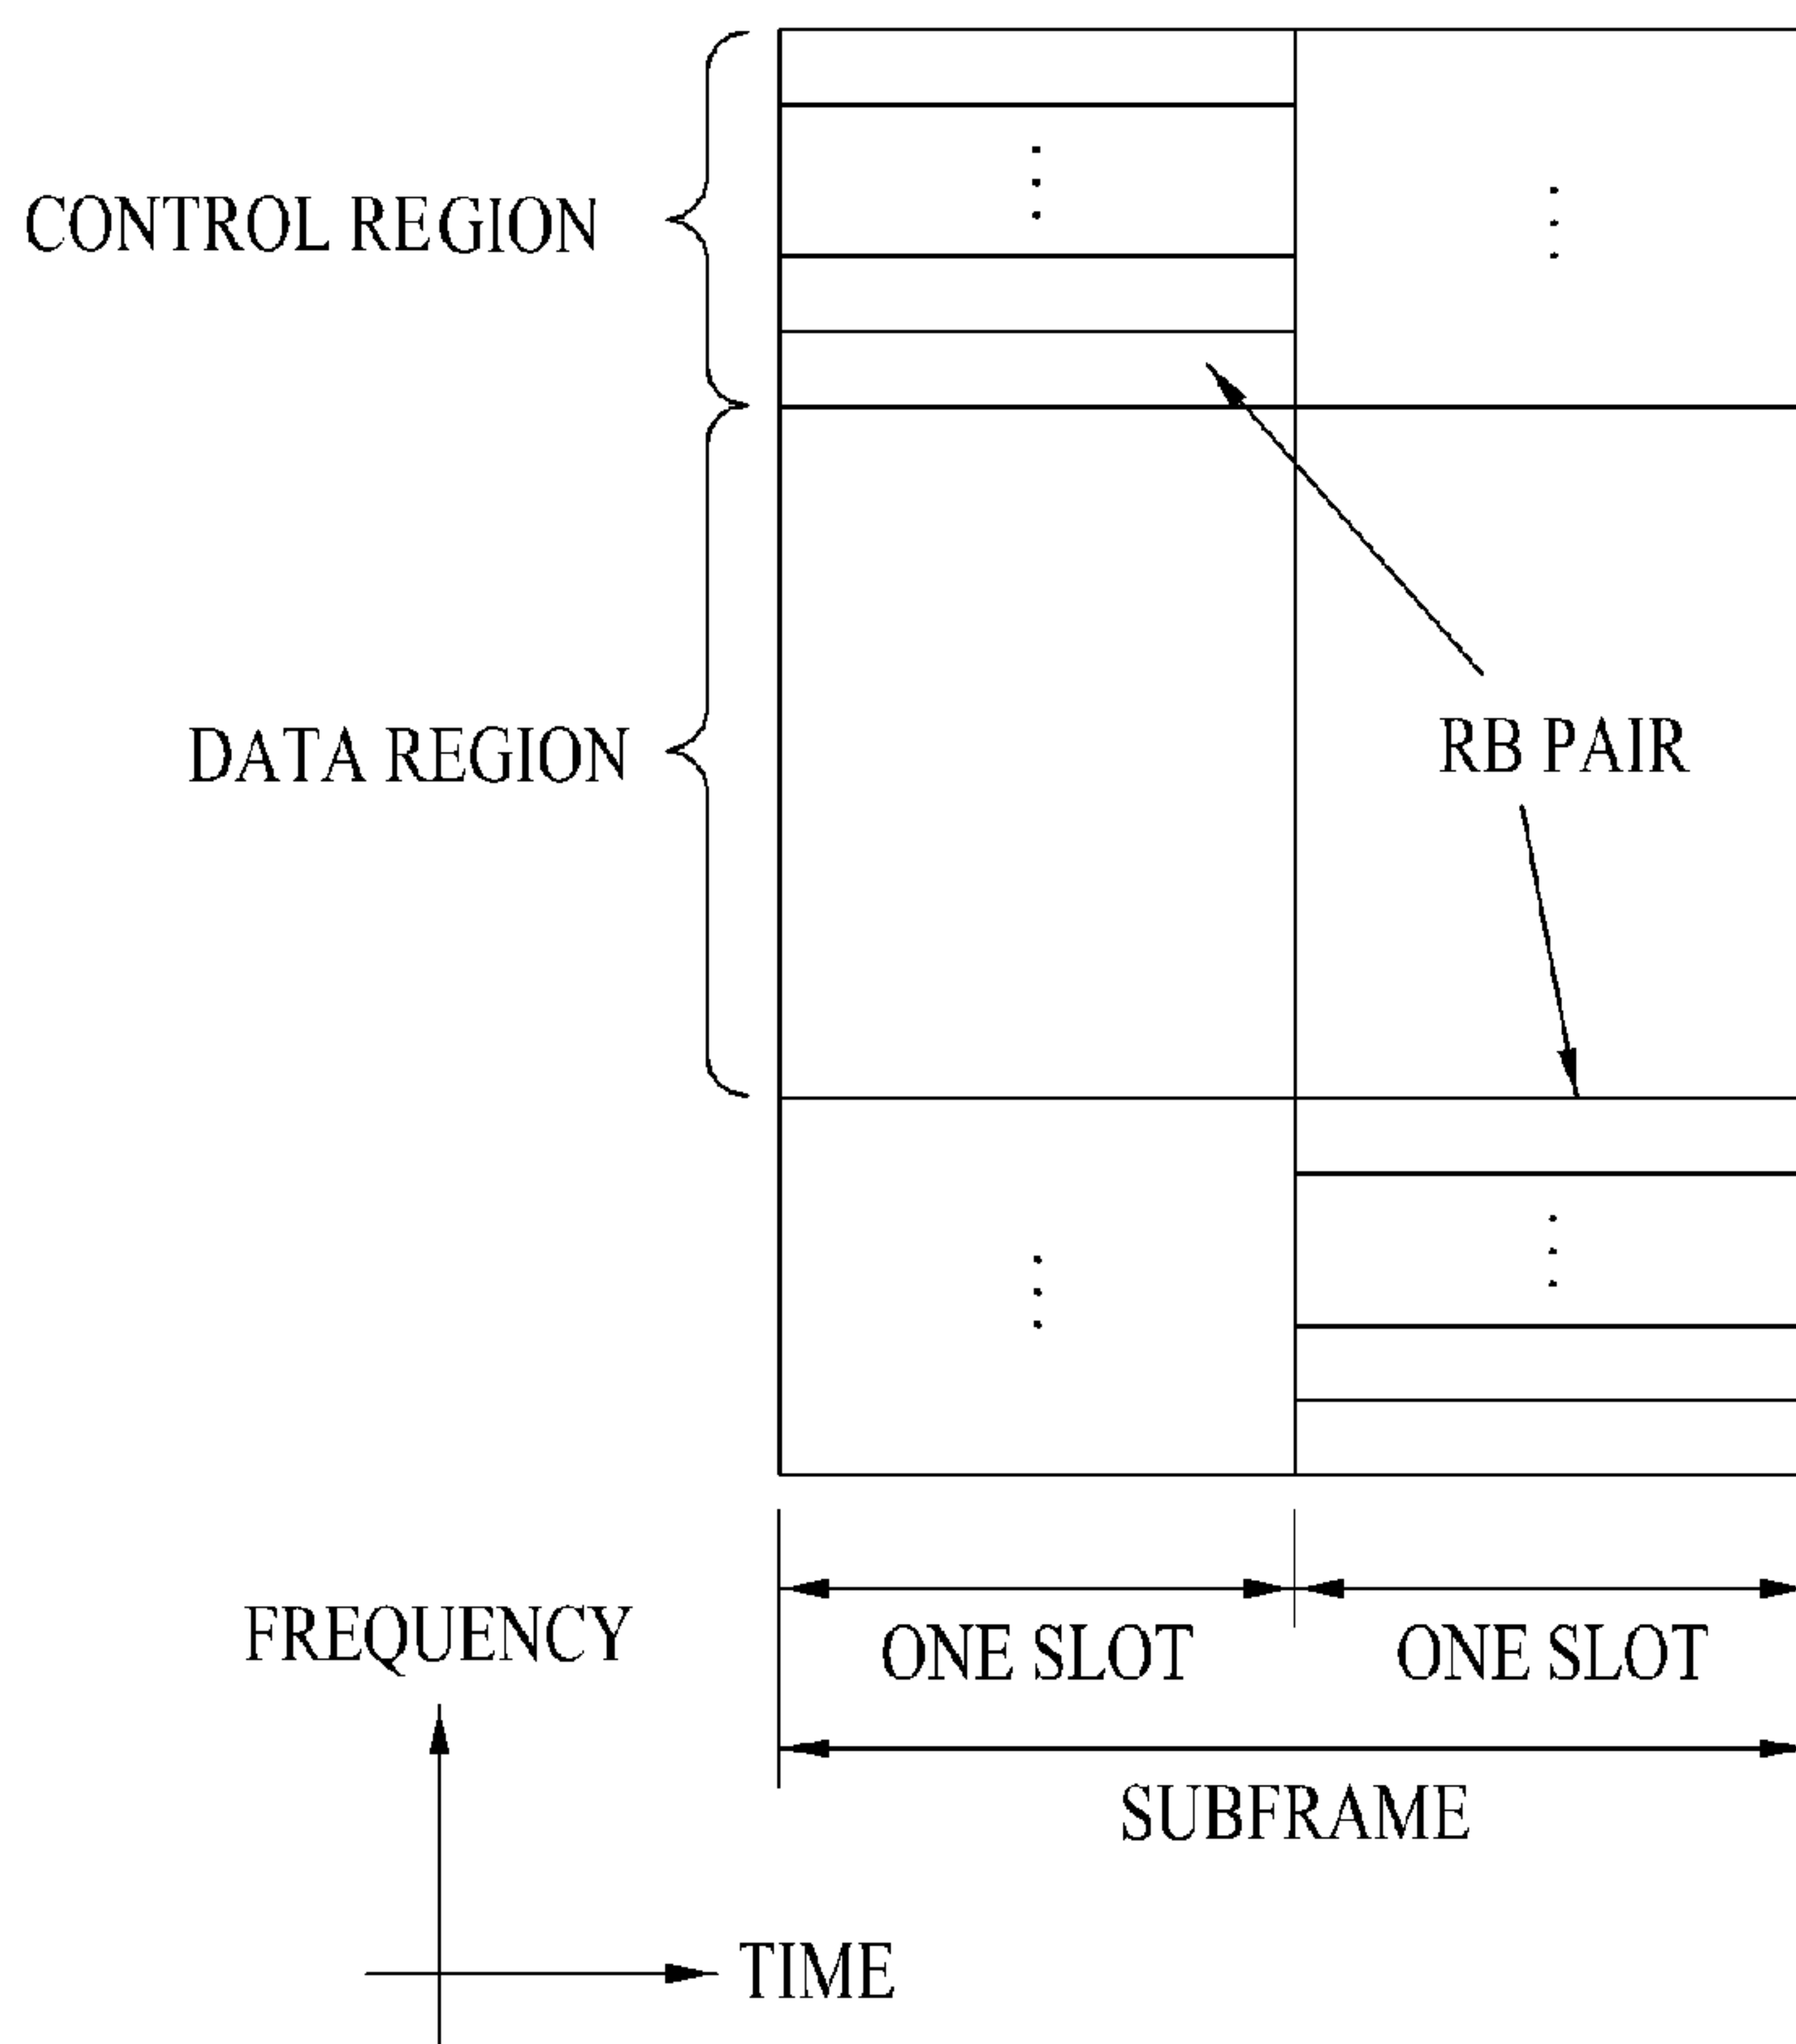 CONTROL REGION
DATA REGION
RB PAIR
ONE SLOT
ONE SLOT
SUBFRAME
FREQUENCY
TIME